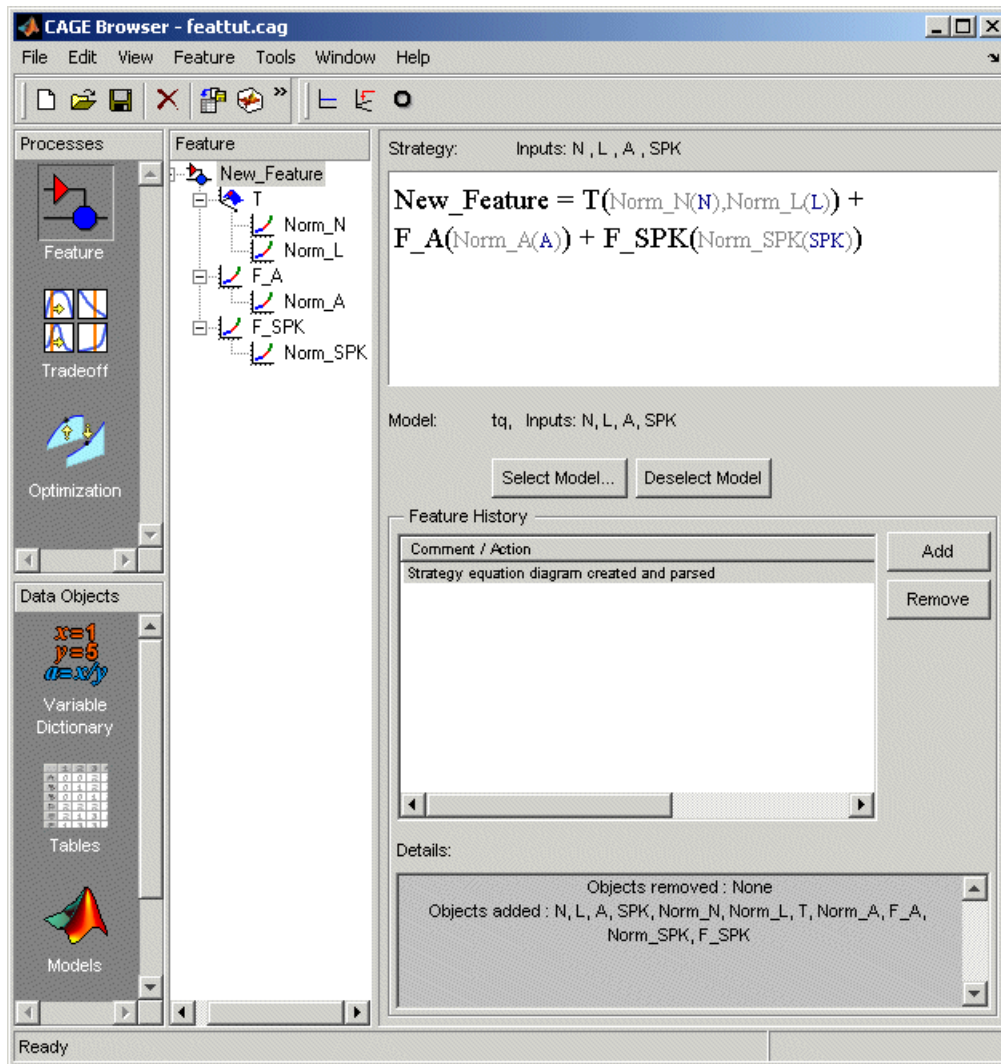 CAGE Browser - feattut.cag
File Edit View Feature Tools Window Help
»
Processes
Feature
Tradeoff
Optimization
Data Objects
x=1
y=5
a=x/y
Variable
Dictionary
Tables
Models
Feature
New_Feature
T
Norm_N
Norm_L
F_A
Norm_A
F_SPK
Norm_SPK
Strategy: Inputs: N , L , A , SPK
New_Feature = T(Norm_N(N),Norm_L(L)) +
F_A(Norm_A(A)) + F_SPK(Norm_SPK(SPK))
Model: tq, Inputs: N, L, A, SPK
Select Model... Deselect Model
Feature History
Comment / Action
Strategy equation diagram created and parsed
Add
Remove
Details:
Objects removed : None
Objects added : N, L, A, SPK, Norm_N, Norm_L, T, Norm_A, F_A,
Norm_SPK, F_SPK
Ready